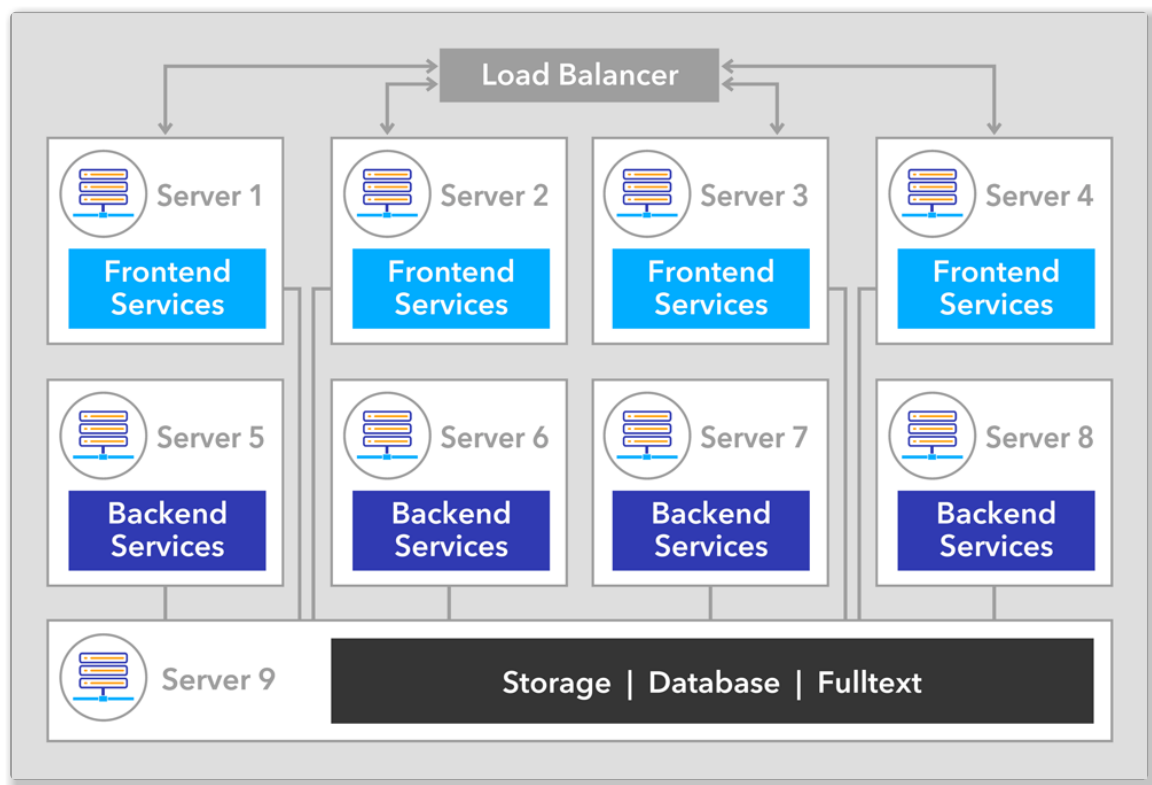 Load Balancer
Server 1
Server 2
Server 3
Server 4
Frontend
Services
Frontend
Services
Frontend
Services
Frontend
Services
Server 5
Server 6
Server 7
Server 8
Backend
Services
Backend
Services
Backend
Services
Backend
Services
Server 9
Storage | Database | Fulltext